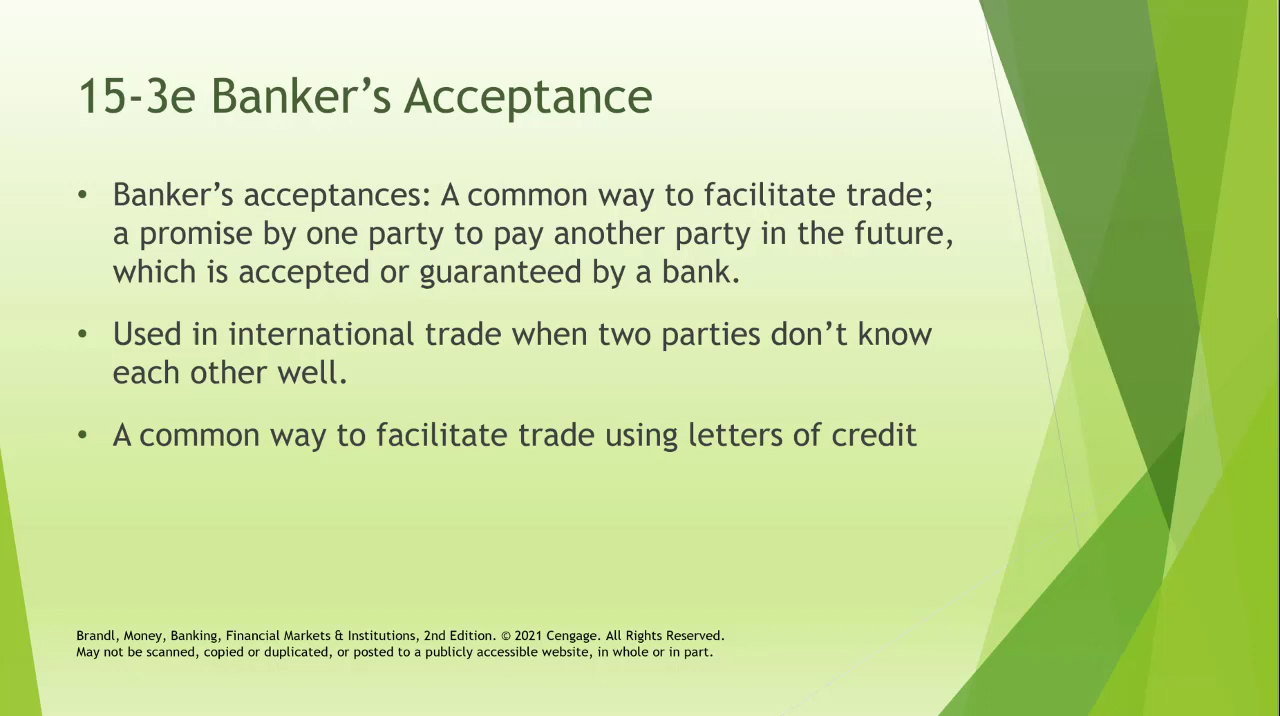 15-3e Banker’s Acceptance
• Banker’s acceptances: A common way to facilitate trade;
a promise by one party to pay another party in the future,
which is accepted or guaranteed by a bank.
• Used in international trade when two parties don’t know
each other well.
• A common way to facilitate trade using letters of credit
Brandl, Money, Banking, Financial Markets & Institutions, 2nd Edition. © 2021 Cengage. All Rights Reserved.
May not be scanned, copied or duplicated, or posted to a publicly accessible website, in whole or in part.